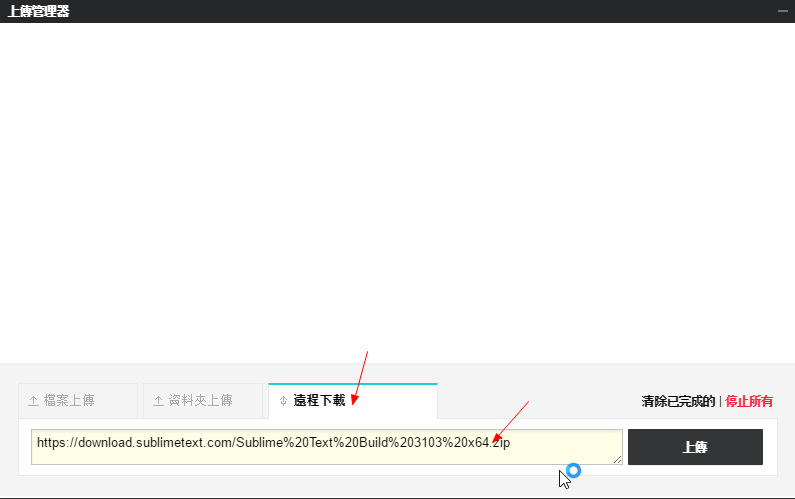 上傳管理器
檔案上傳
資料夾上傳
遠程下載
清除已完成的 | 停止所有
https://download.sublimetext.com/Sublime%20Text%20Build%203103%20x64.zip
上傳